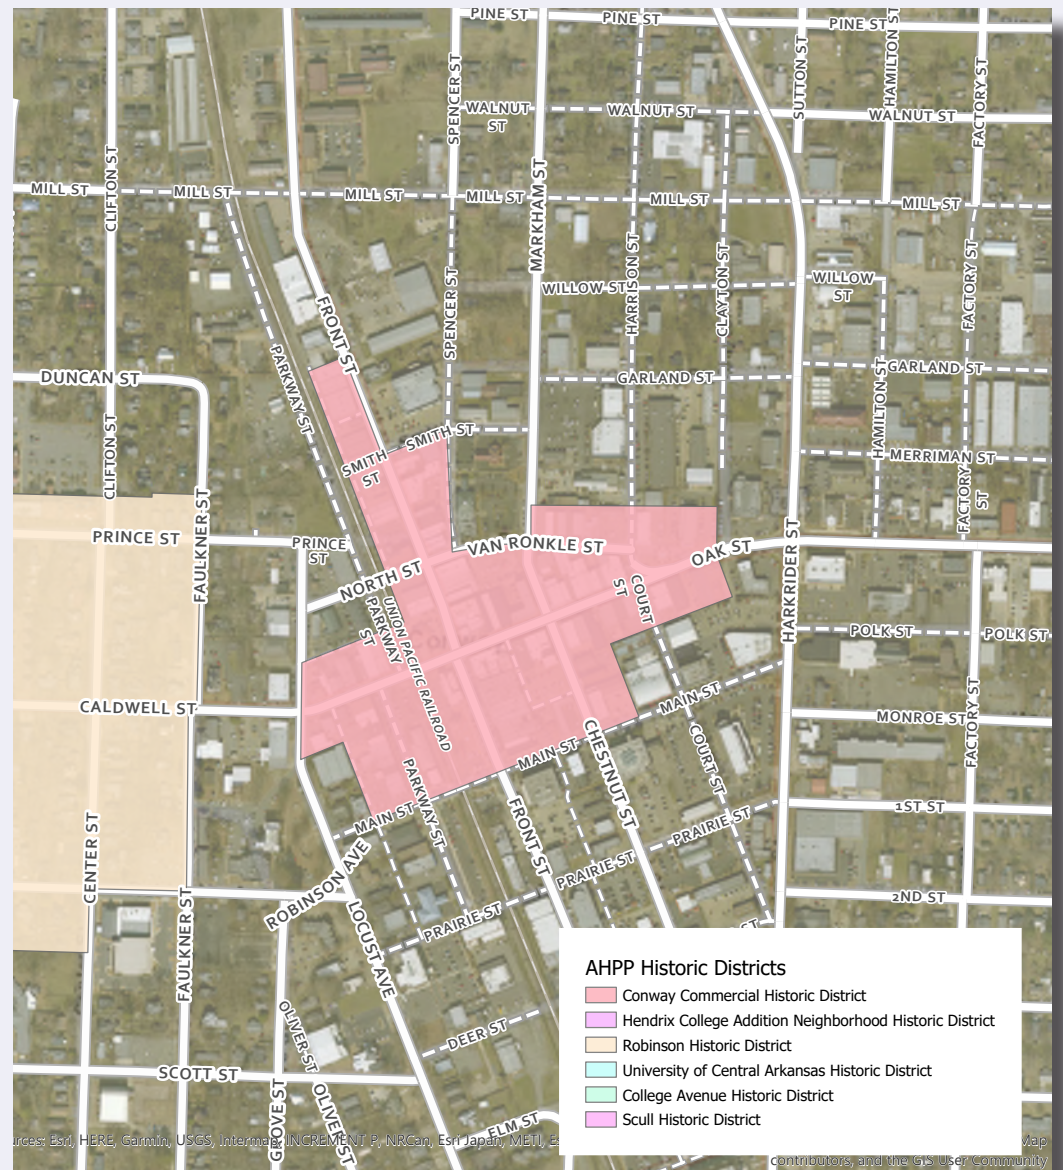 PINE ST
PINE ST
PINE ST
SPENCER ST
WALNUT
ST
WALNUT ST
SUTTON ST
HAMILTON ST
WALNUT ST
FACTORY ST
CLIFTON ST
MILL ST
MILL ST
MILL ST
MILL ST
MARKHAM ST
MILL ST
MILL ST
WILLOW ST
HARRISON ST
CLAYTON ST
WILLOW
ST
FACTORY ST
SPENCER ST
FRONT ST
PARKWAY ST
DUNCAN ST
GARLAND ST
GARLAND ST
HAMILTON ST
CLIFTON ST
SMITH
ST
SMITH ST
MERRIMAN ST
FACTORY
ST
PRINCE ST
FAULKNER ST
PRINCE
ST
NORTH ST
VAN RONKLE ST
OAK ST
HARKRIDER ST
COURT
ST
UNION PACIFIC RAILROAD
PARKWAY
ST
POLK ST
POLK ST
CALDWELL ST
MAIN ST
MONROE ST
FACTORY ST
CHESTNUT ST
COURT ST
MAIN ST
PARKWAY ST
MAIN ST
FRONT ST
PRAIRIE ST
1ST ST
CENTER ST
ROBINSON AVE
PRAIRIE ST
2ND ST
FAULKNER ST
LOCUST AVE
PRAIRIE ST
ST
OLIVER ST
DEER ST
SCOTT ST
GROVE ST
OLIVER ST
ELM ST
AHPP Historic Districts
Conway Commercial Historic District
Hendrix College Addition Neighborhood Historic District
Robinson Historic District
University of Central Arkansas Historic District
College Avenue Historic District
Scull Historic District
urces: Esri, HERE, Garmin, USGS, Intermap, INCREMENT P, NRCan, Esri Japan, METI, Es
Map
contributors, and the GIS User Community